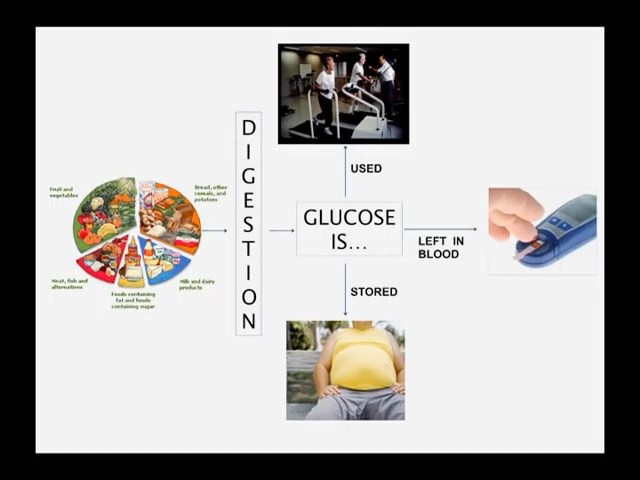 Fruit and
vegetables
Bread, other
cereals, and
potatoes
Meat, fish and
alternatives
Foods containing
fat and foods
containing sugar
Milk and dairy
products
DIGESTION
GLUCOSE
IS...
USED
LEFT IN
BLOOD
STORED